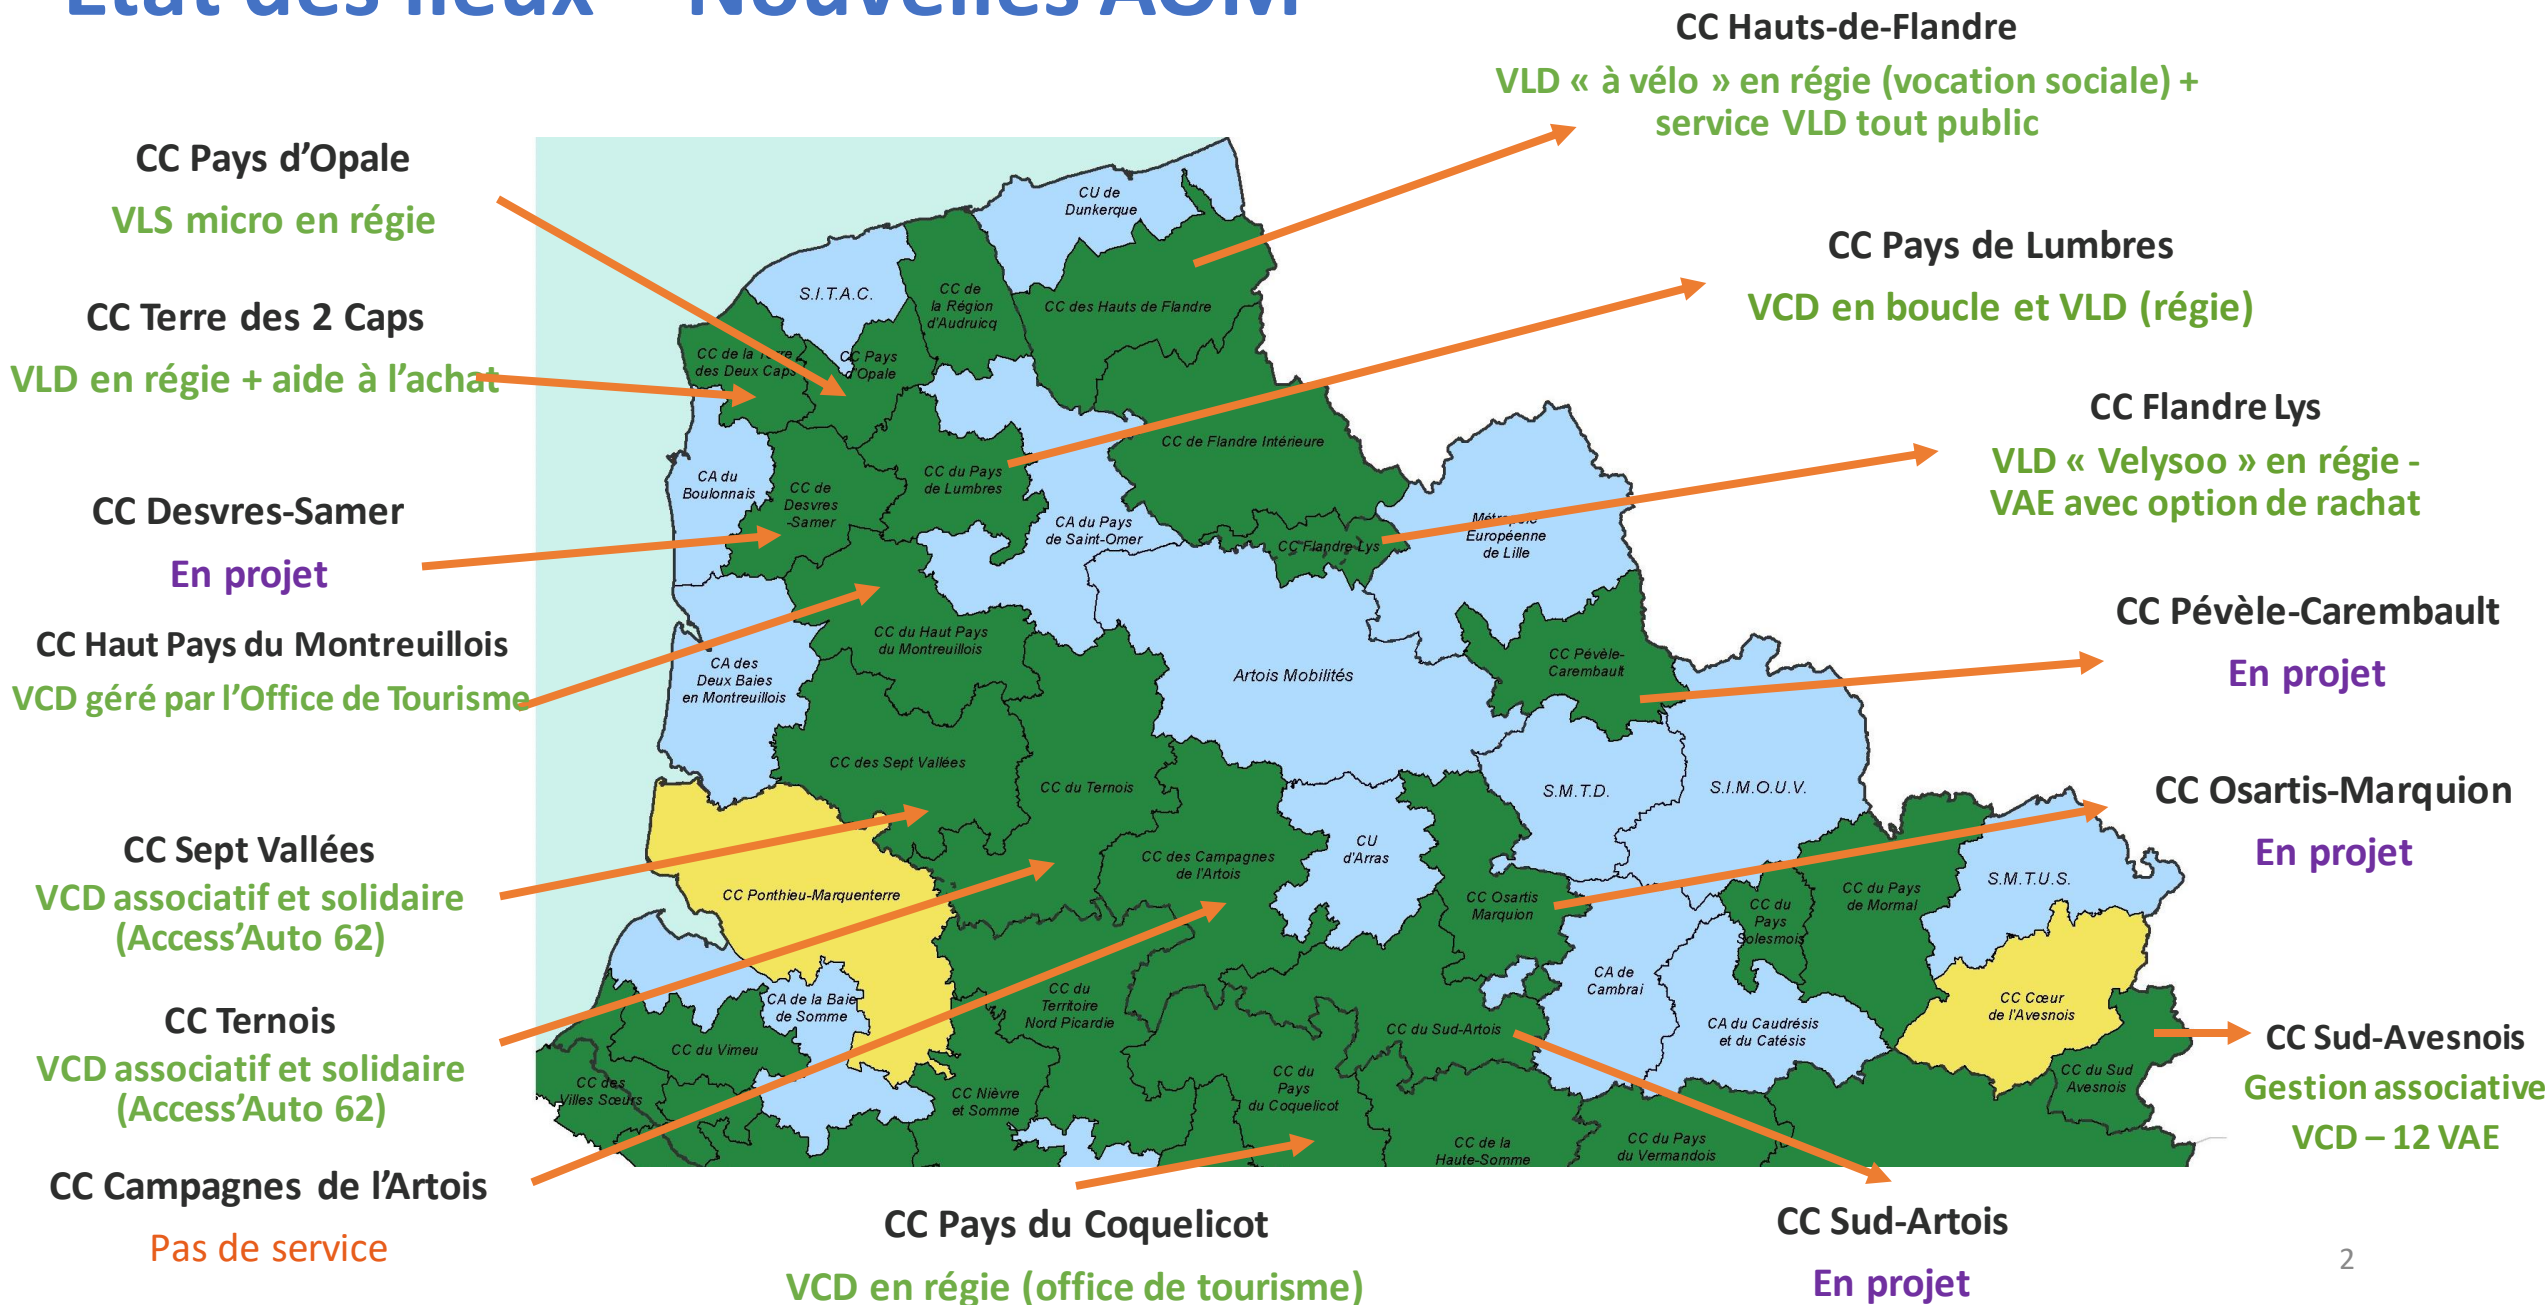 Etat des lieux – Nouvelles AOM
CC Hauts-de-Flandre
VLD « à vélo » en régie (vocation sociale) +
service VLD tout public
CC Pays d’Opale
VLS micro en régie
CC Terre des 2 Caps
VLD en régie + aide à l’achat
CC Desvres-Samer
En projet
CC Haut Pays du Montreuillois
VCD géré par l’Office de Tourisme
CC Sept Vallées
VCD associatif et solidaire
(Access’Auto 62)
CC Ternois
VCD associatif et solidaire
(Access’Auto 62)
CC Campagnes de l’Artois
Pas de service
CU de
Dunkerque
S.I.T.A.C.
CC de
la Région
d'Audruicq
CC des Hauts de Flandre
CC de la Terre
des Deux Caps
CC Pays
d'Opale
CC de Flandre Intérieure
CA du
Boulonnais
CC de
Desvres
-Samer
CC du Pays
de Lumbres
CA du Pays
de Saint-Omer
CC Flandre Lys
Métropole
Européenne
de Lille
CC du Haut Pays
du Montreuillois
CA des
Deux Baies
en Montreuillois
Artois Mobilités
CC Pévèle-
Carembault
CC des Sept Vallées
CC du Ternois
S.M.T.D.
S.I.M.O.U.V.
CU
d'Arras
CC des Campagnes
de l'Artois
CC Ponthieu-Marquenterre
CC Osartis
Marquion
CC du
Pays
Solesmois
CC du Pays
de Mormal
S.M.T.U.S.
CA de la Baie
de Somme
CC du
Territoire
Nord Picardie
CA de
Cambrai
CC du Sud-Artois
CA du Caudrésis
et du Catésis
CC Cœur
de l'Avesnois
CC du Vimeu
CC des
Villes Sœurs
CC Nièvre
et Somme
CC du
Pays
du Coquelicot
CC du Sud
Avesnois
CC de la
Haute-Somme
CC du Pays
du Vermandois
CC Pays de Lumbres
VCD en boucle et VLD (régie)
CC Flandre Lys
VLD « Velysoo » en régie -
VAE avec option de rachat
CC Pévèle-Carembault
En projet
CC Osartis-Marquion
En projet
CC Sud-Avesnois
Gestion associative
VCD – 12 VAE
CC Pays du Coquelicot
VCD en régie (office de tourisme)
CC Sud-Artois
En projet
2